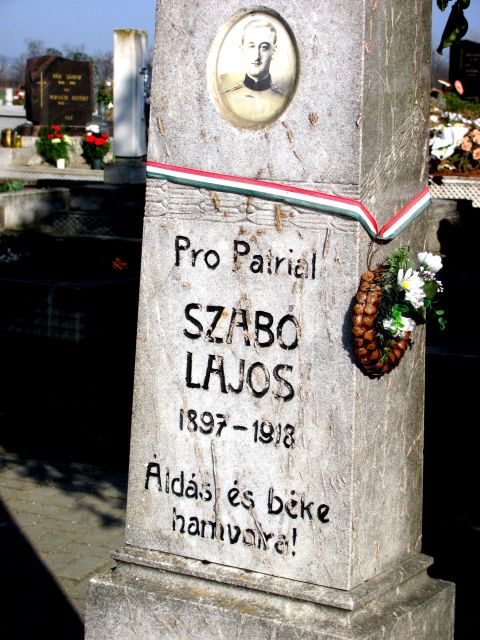 Pro Patria!
SZABÓ
LAJOS
1897-1918
Áldás és béke
hamvaira!